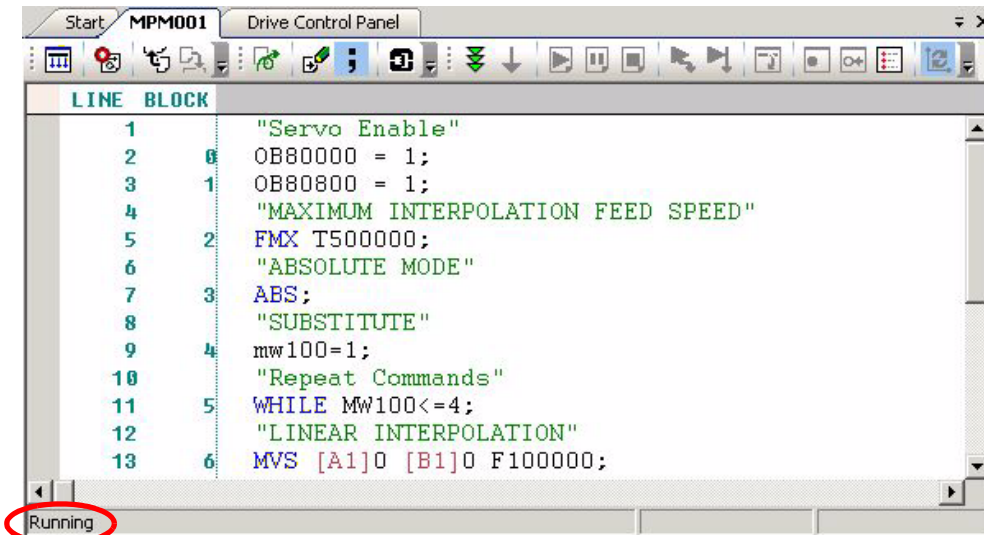 Start MPM001 Drive Control Panel
LINE BLOCK
1 "Servo Enable"
2 0 OB80000 = 1;
3 1 OB80800 = 1;
4 "MAXIMUM INTERPOLATION FEED SPEED"
5 2 FMX T500000;
6 "ABSOLUTE MODE"
7 3 ABS;
8 "SUBSTITUTE"
9 4 mw100=1;
10 "Repeat Commands"
11 5 WHILE MW100<=4;
12 "LINEAR INTERPOLATION"
13 6 MVS [A1]0 [B1]0 F100000;
Running